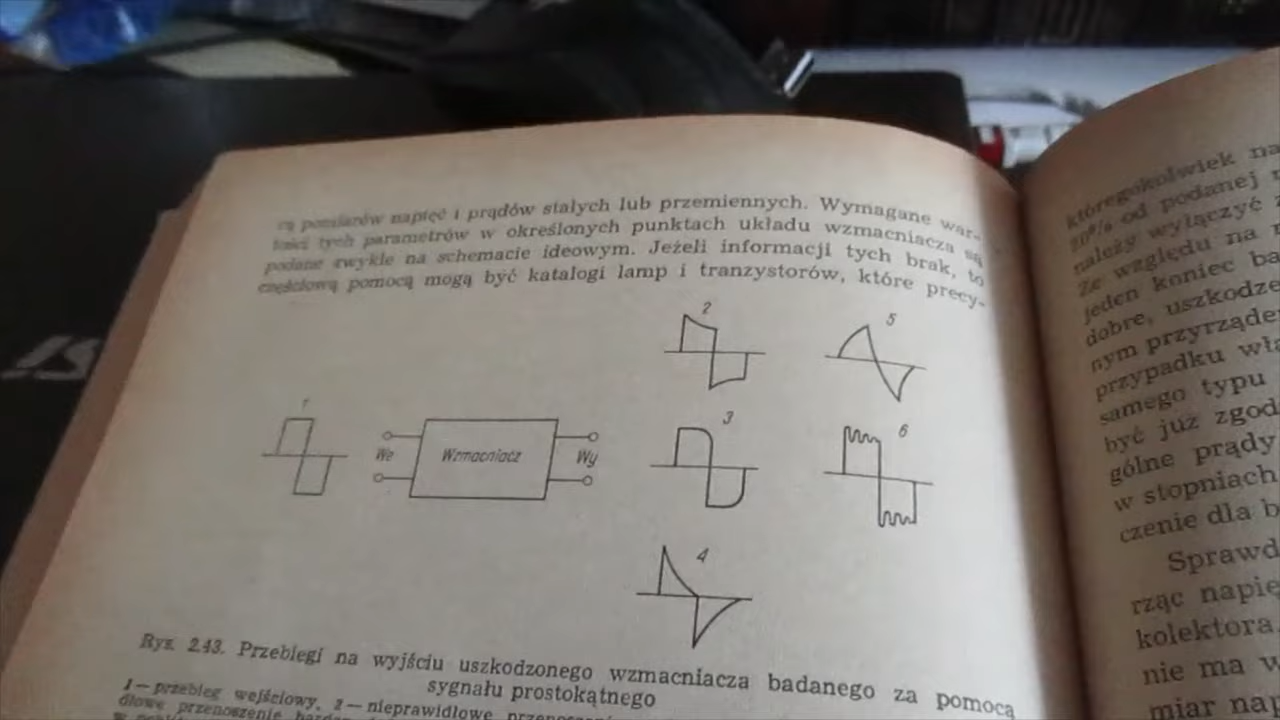 pomiarów napięć i prądów stałych lub przemiennych. Wymagane war-
tości tych parametrów w określonych punktach układu wzmacniacza są
podane zwykle na schemacie ideowym. Jeżeli informacji tych brak, to
częściową pomocą mogą być katalogi lamp i tranzystorów, które precy-
1
We
Wzmacniacz
Wy
2
3
4
5
6
Rys. 2.43. Przebiegi na wyjściu uszkodzonego wzmacniacza badanego za pomocą
sygnału prostokątnego
1 — przebieg wejściowy, 2 — nieprawidłowe
dłowe przenoszenie
któregokolwiek na
20% od podanej
należy wyłączyć
Ze względu na
jeden koniec ba
dobre, uszkodze
nym przyrząde
przypadku wła
samego typu
być już zgod
gólne prądy
w stopniach
czenie dla b
Sprawd
rząc napię
kolektora.
nie ma w
miar nap